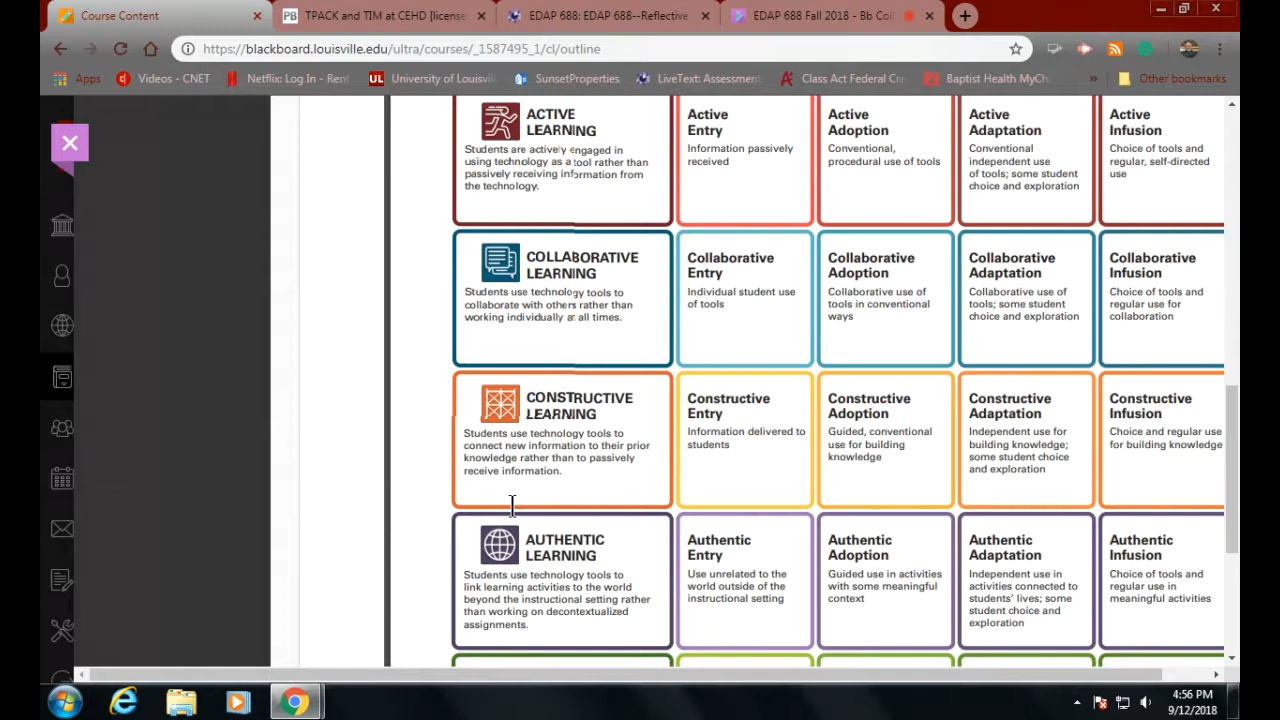 Course Content
TPACK and TIM at CEHD [license
EDAP 688: EDAP 688--Reflective
EDAP 688 Fall 2018 - Bb Col
https://blackboard.louisville.edu/ultra/courses/_1587495_1/cl/outline
Apps
Videos - CNET
Netflix: Log In - Rent
University of Louisvil
SunsetProperties
LiveText: Assessment
Class Act Federal Cre
Baptist Health MyCh
»
Other bookmarks
ACTIVE
LEARNING
Students are actively engaged in
using technology as a tool rather than
passively receiving information from
the technology.
Active
Entry
Information passively
received
Active
Adoption
Conventional,
procedural use of tools
Active
Adaptation
Conventional
independent use
of tools; some student
choice and exploration
Active
Infusion
Choice of tools and
regular, self-directed
use
COLLABORATIVE
LEARNING
Students use technology tools to
collaborate with others rather than
working individually at all times.
Collaborative
Entry
Individual student use
of tools
Collaborative
Adoption
Collaborative use of
tools in conventional
ways
Collaborative
Adaptation
Collaborative use of
tools; some student
choice and exploration
Collaborative
Infusion
Choice of tools and
regular use for
collaboration
CONSTRUCTIVE
LEARNING
Students use technology tools to
connect new information to their prior
knowledge rather than to passively
receive information.
Constructive
Entry
Information delivered to
students
Constructive
Adoption
Guided, conventional
use for building
knowledge
Constructive
Adaptation
Independent use for
building knowledge;
some student choice
and exploration
Constructive
Infusion
Choice and regular use
for building knowledge
AUTHENTIC
LEARNING
Students use technology tools to
link learning activities to the world
beyond the instructional setting rather
than working on decontextualized
assignments.
Authentic
Entry
Use unrelated to the
world outside of the
instructional setting
Authentic
Adoption
Guided use in activities
with some meaningful
context
Authentic
Adaptation
Independent use in
activities connected to
students' lives; some
student choice and
exploration
Authentic
Infusion
Choice of tools and
regular use in
meaningful activities
4:56 PM
9/12/2018